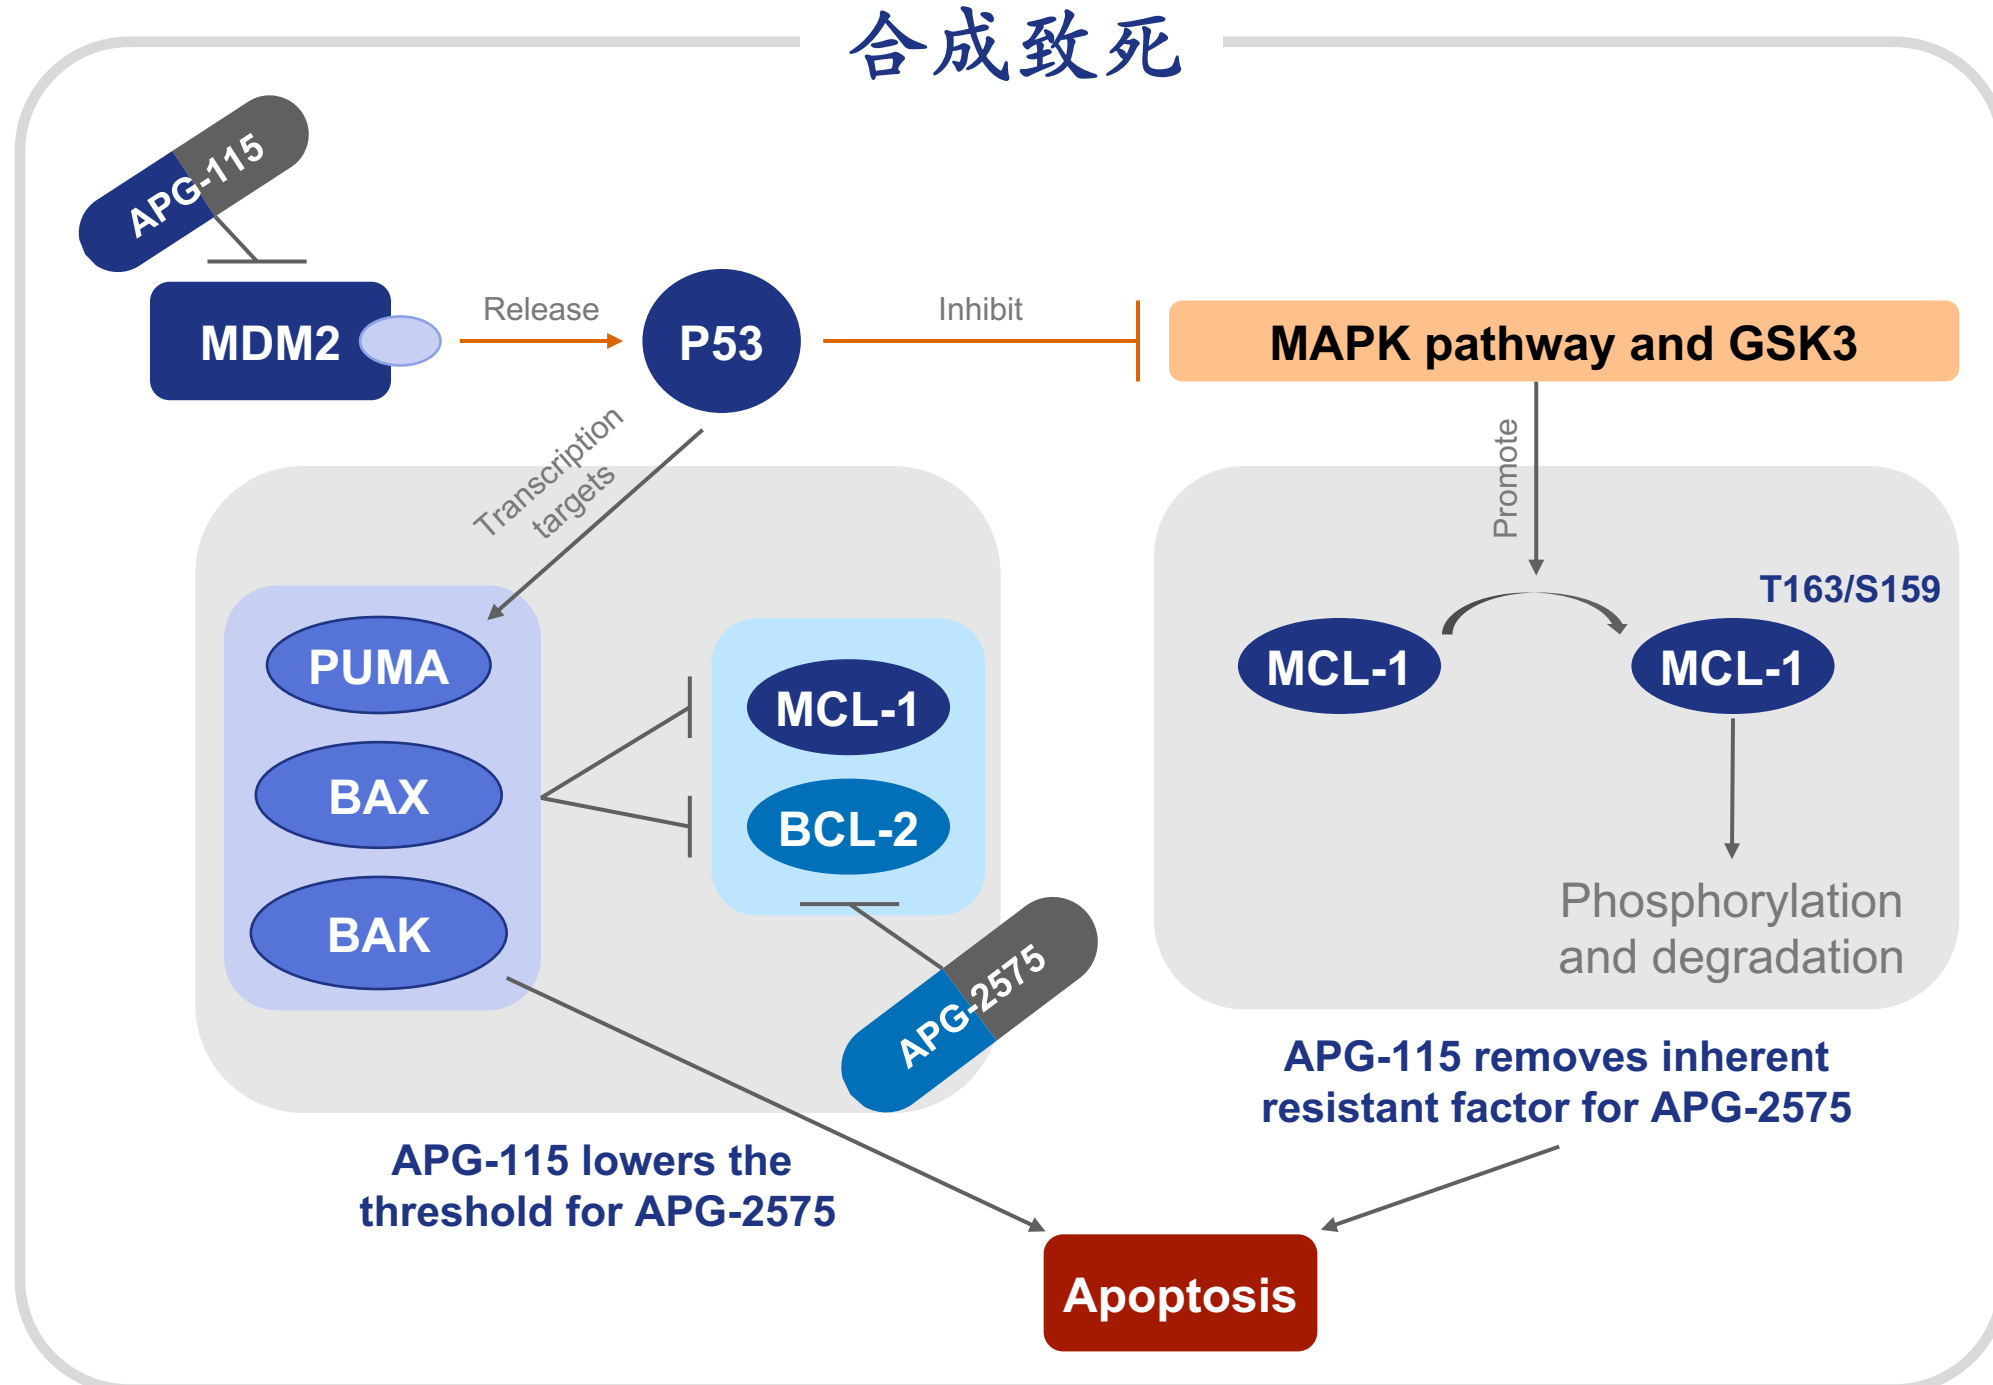 合成致死
APG-115
MDM2
Release
P53
Inhibit
MAPK pathway and GSK3
Transcription
targets
Promote
PUMA
BAX
BAK
MCL-1
BCL-2
APG-2575
T163/S159
MCL-1
MCL-1
Phosphorylation
and degradation
APG-115 lowers the
threshold for APG-2575
APG-115 removes inherent
resistant factor for APG-2575
Apoptosis